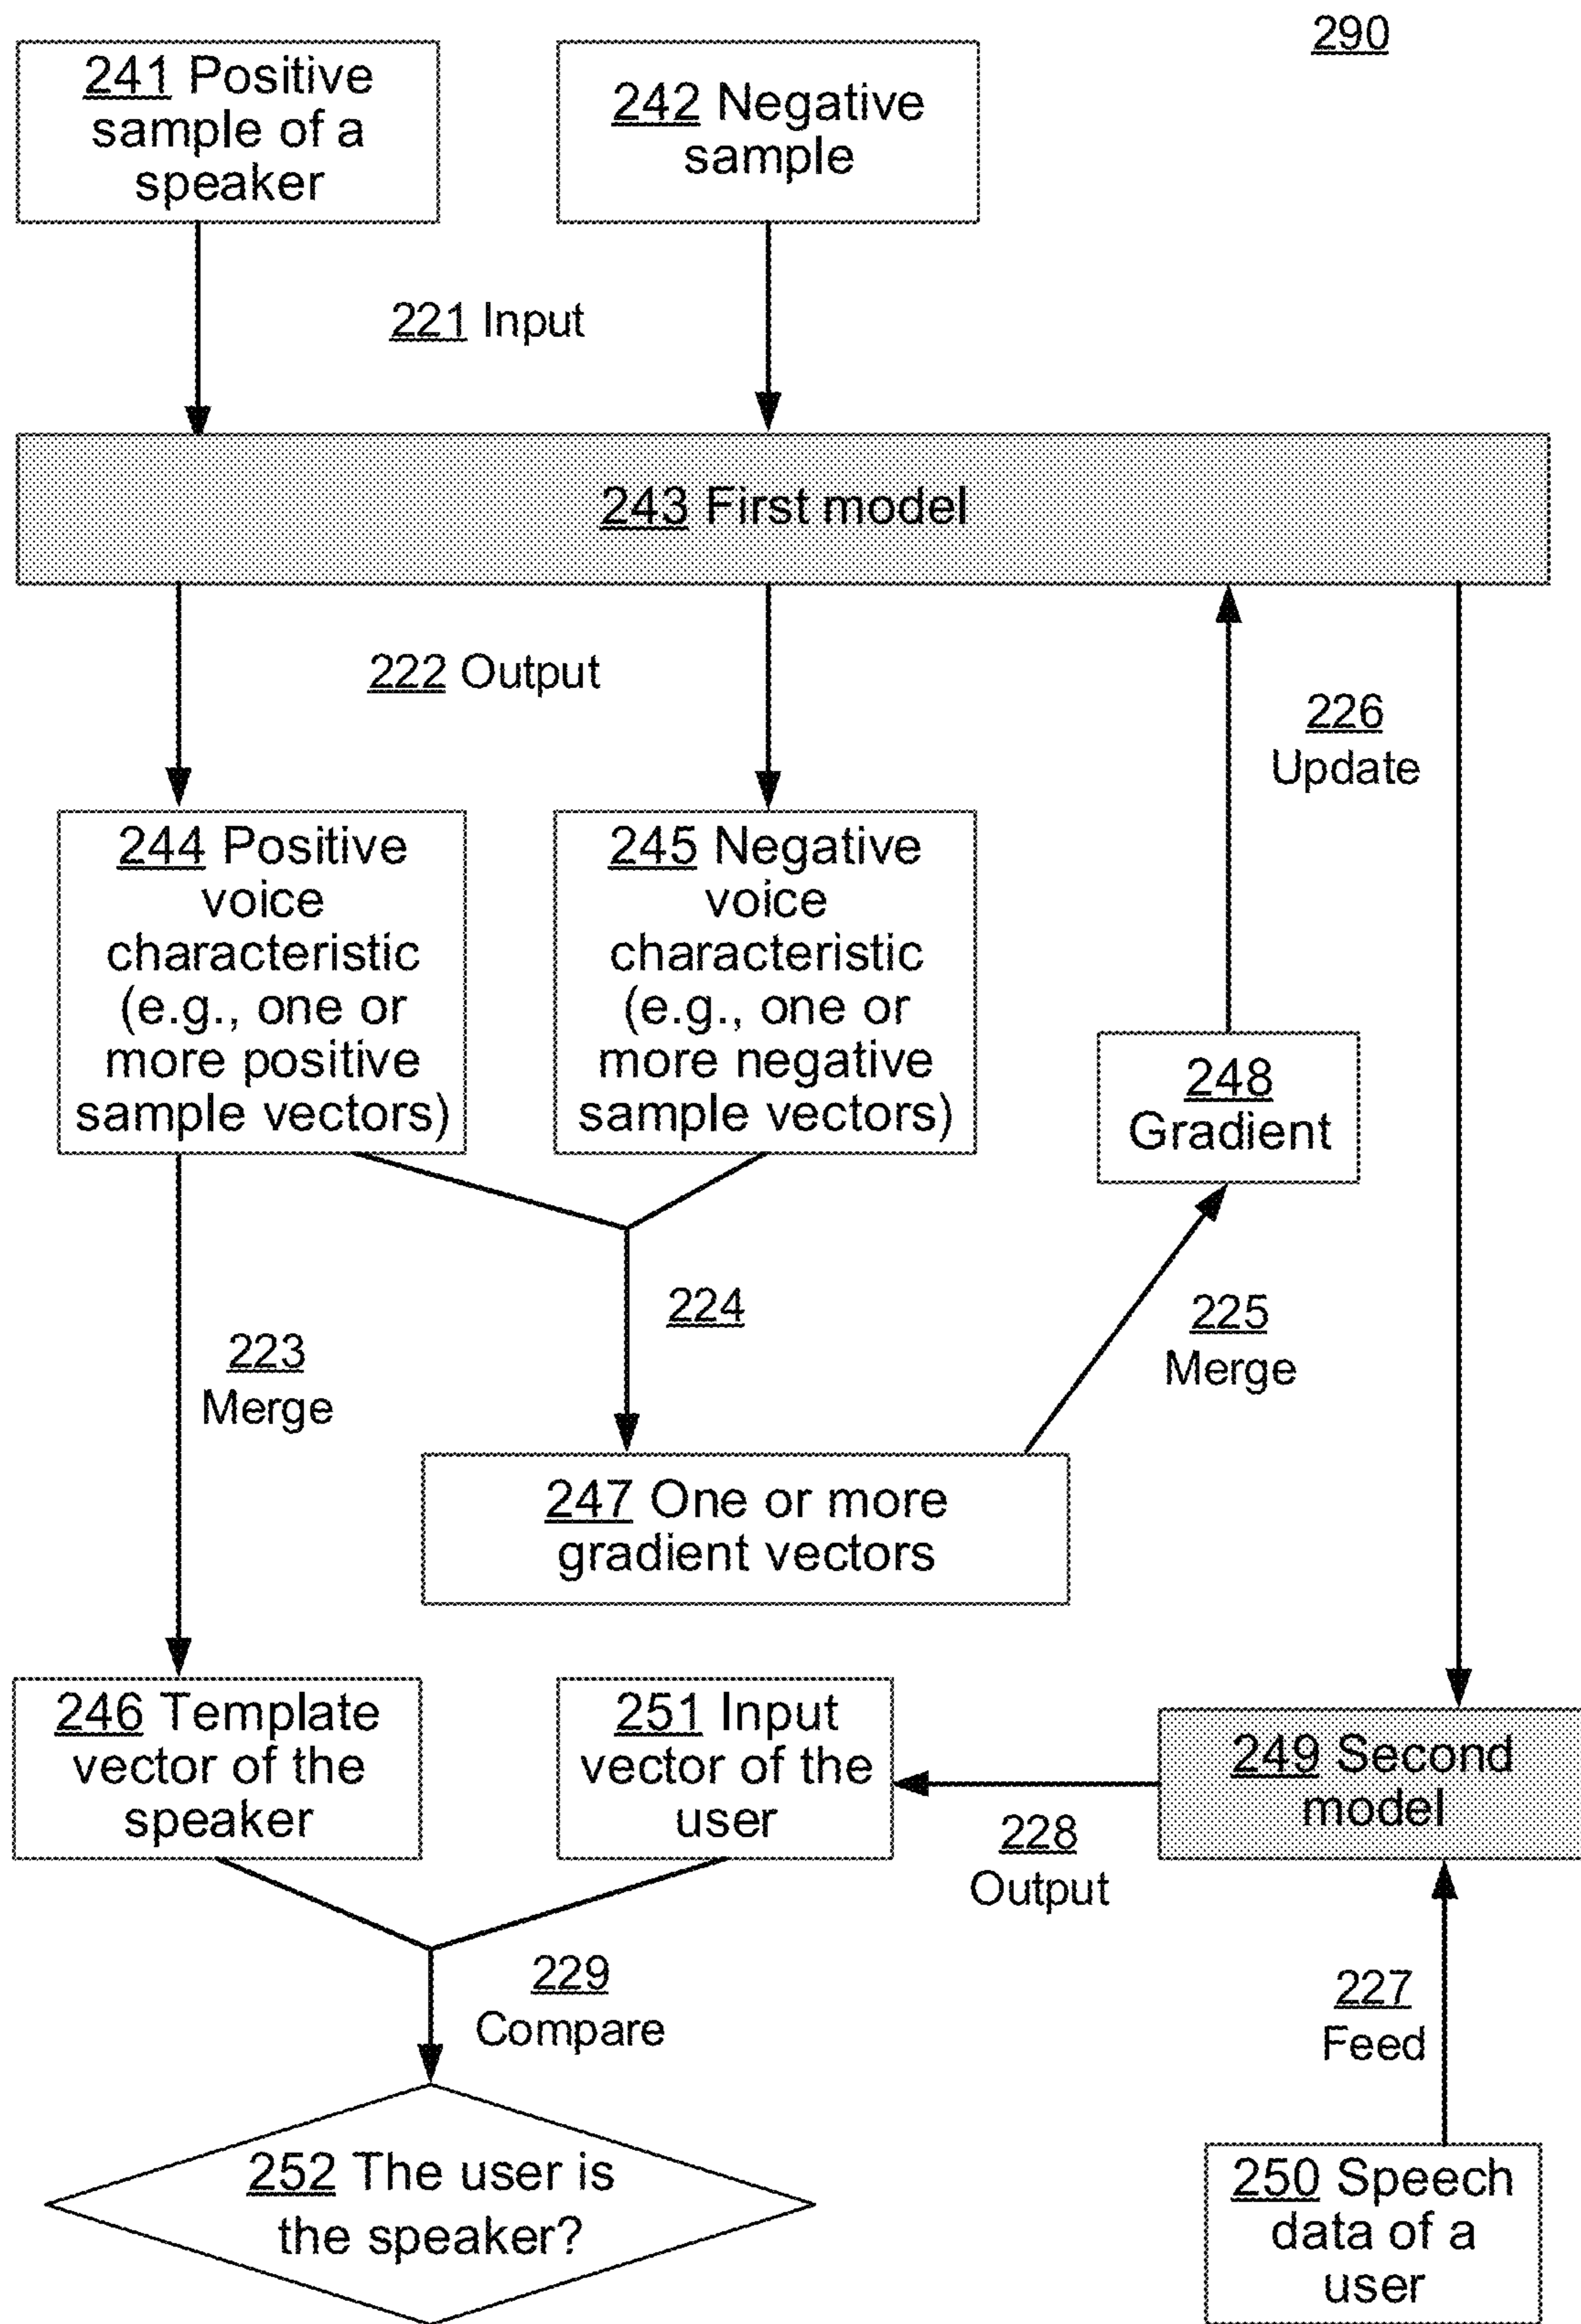 290
241 Positive
sample of a
speaker
242 Negative
sample
221 Input
243 First model
222 Output
226
Update
244 Positive
voice
characteristic
(e.g., one or
more positive
sample vectors)
245 Negative
voice
characteristic
(e.g., one or
more negative
sample vectors)
248
Gradient
224
225
Merge
223
Merge
247 One or more
gradient vectors
246 Template
vector of the
speaker
251 Input
vector of the
user
249 Second
model
228
Output
229
Compare
227
Feed
252 The user is
the speaker?
250 Speech
data of a
user